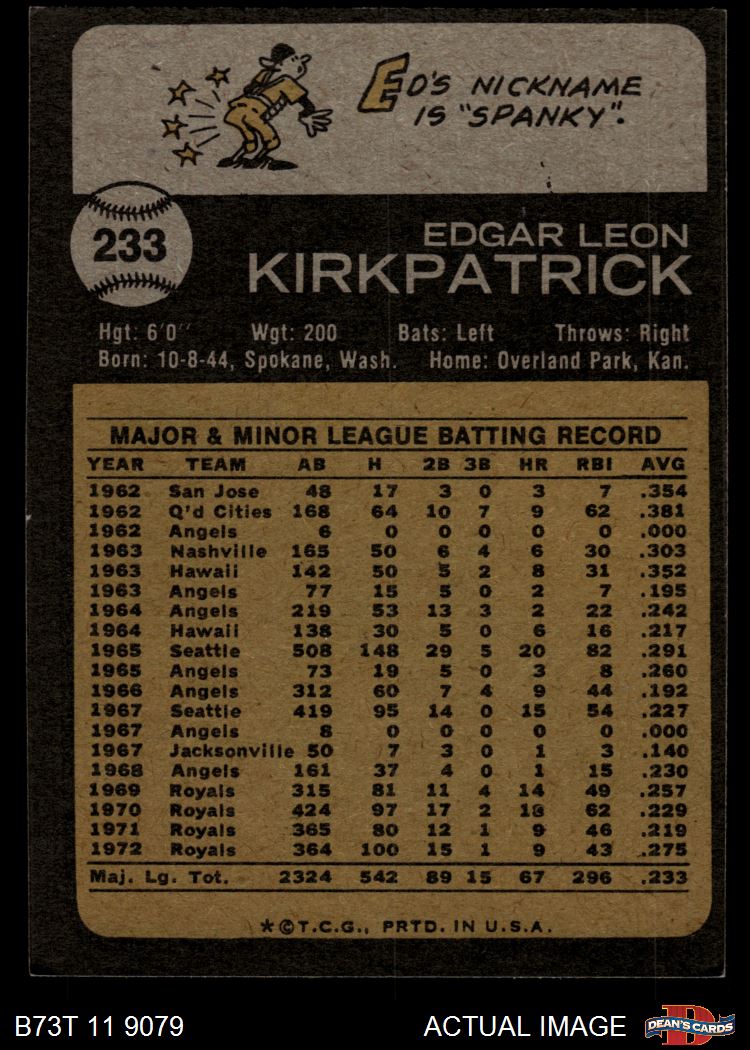 ED'S NICKNAME
IS "SPANKY".
233
EDGAR LEON
KIRKPATRICK
Hgt: 6'0" Wgt: 200 Bats: Left Throws: Right
Born: 10-8-44, Spokane, Wash. Home: Overland Park, Kan.
MAJOR & MINOR LEAGUE BATTING RECORD
YEAR TEAM AB H 2B 3B HR RBI AVG
1962 San Jose 48 17 3 0 3 7 .354
1962 Q'd Cities 168 64 10 7 9 62 .381
1962 Angels 6 0 0 0 0 0 .000
1963 Nashville 165 50 6 4 6 30 .303
1963 Hawaii 142 50 5 2 8 31 .352
1963 Angels 77 15 5 0 2 7 .195
1964 Angels 219 53 13 3 2 22 .242
1964 Hawaii 138 30 5 0 6 16 .217
1965 Seattle 508 148 29 5 20 82 .291
1965 Angels 73 19 5 0 3 8 .260
1966 Angels 312 60 7 4 9 44 .192
1967 Seattle 419 95 14 0 15 54 .227
1967 Angels 8 0 0 0 0 0 .000
1967 Jacksonville 50 7 3 0 1 3 .140
1968 Angels 161 37 4 0 1 15 .230
1969 Royals 315 81 11 4 14 49 .257
1970 Royals 424 97 17 2 18 62 .229
1971 Royals 365 80 12 1 9 46 .219
1972 Royals 364 100 15 1 9 43 .275
Maj. Lg. Tot. 2324 542 89 15 67 296 .233
*©T.C.G., PRTD. IN U.S.A.
B73T 11 9079 ACTUAL IMAGE
DEAN'S CARDS